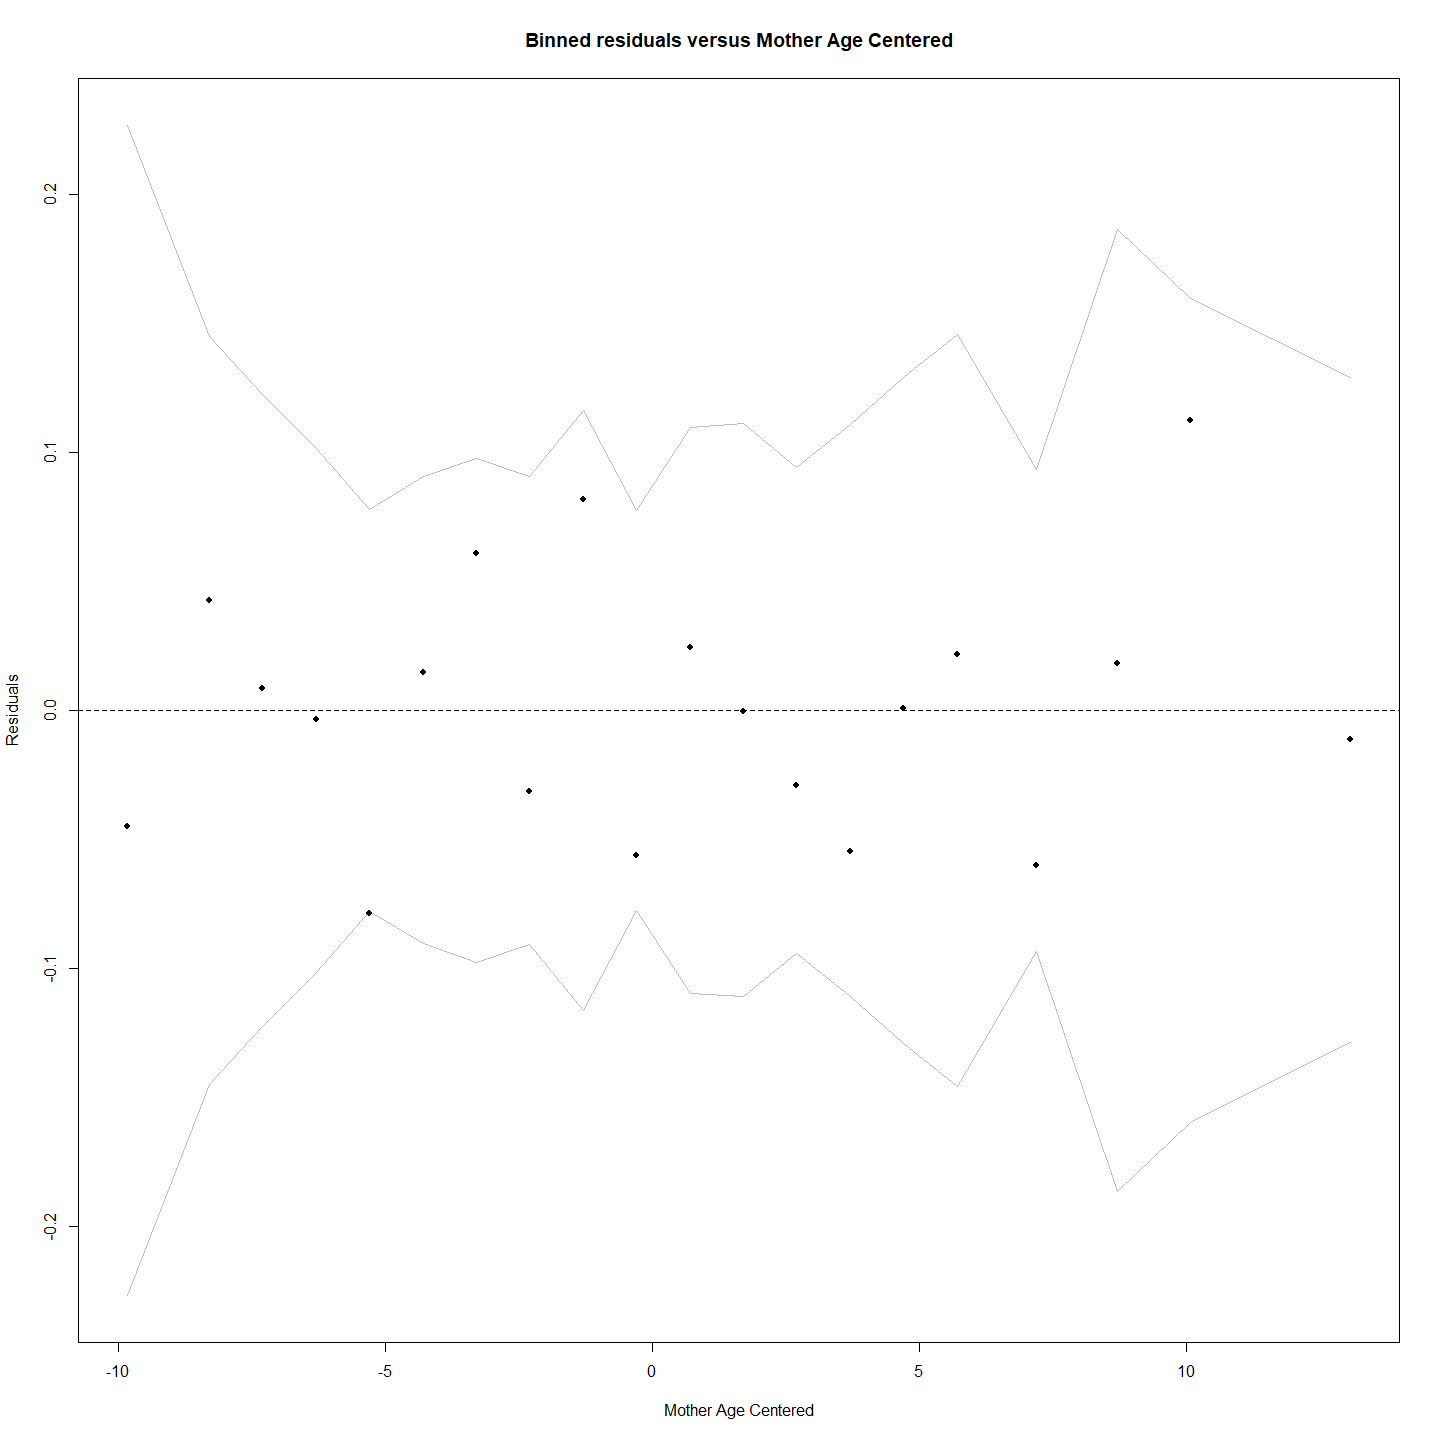 Binned residuals versus Mother Age Centered
Residuals
0.2
0.1
0.0
-0.1
-0.2
-10 -5 0 5 10
Mother Age Centered